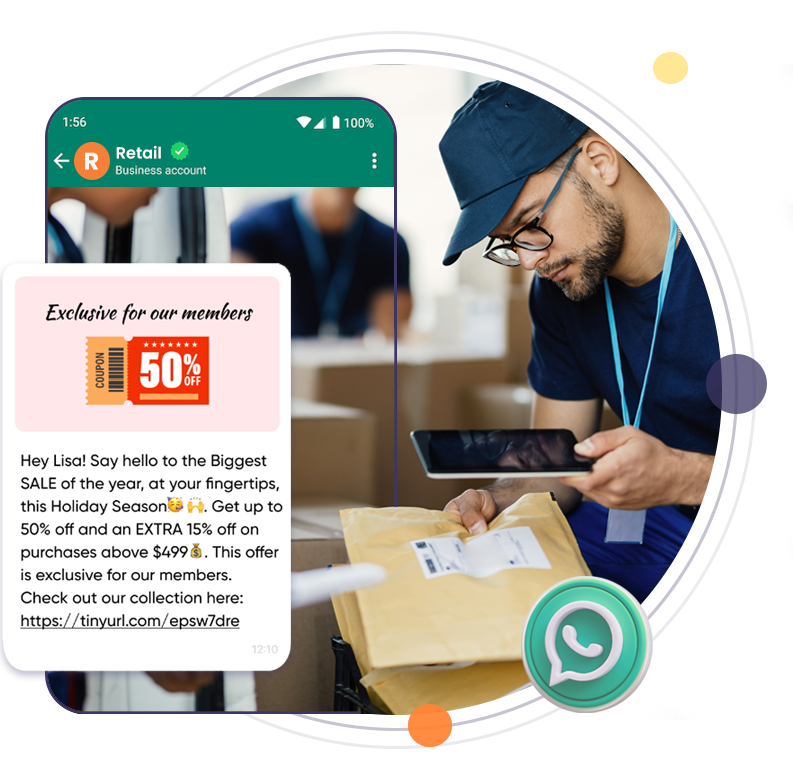 1:56
100%
R
Retail
Business account
Exclusive for our members
COUPON
50%
OFF
Hey Lisa! Say hello to the Biggest
SALE of the year, at your fingertips,
this Holiday Season🥳 🙌. Get up to
50% off and an EXTRA 15% off on
purchases above $499💰. This offer
is exclusive for our members.
Check out our collection here:
https://tinyurl.com/epsw7dre
12:10